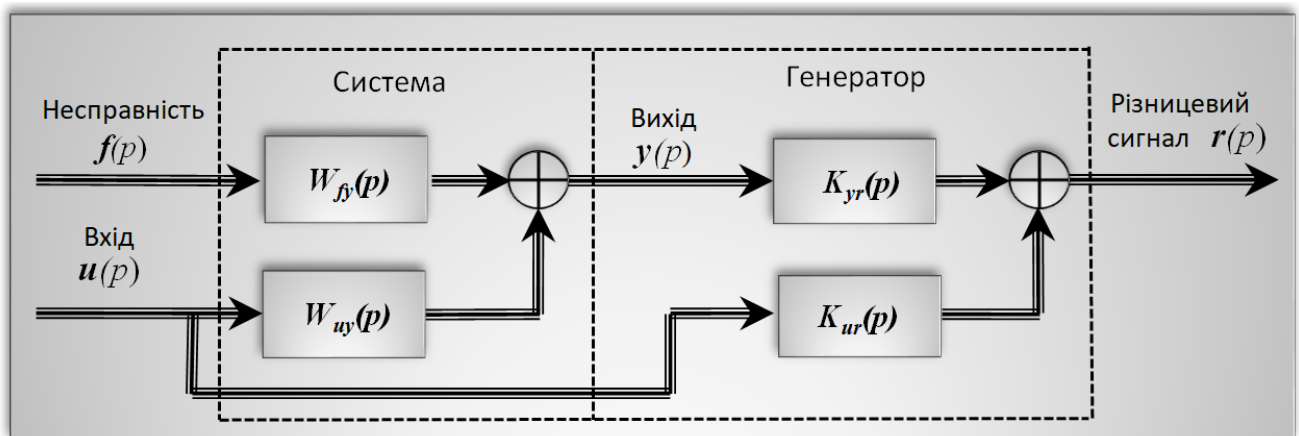 Система
Генератор
Несправність
f(p)
Вихід
y(p)
Різницевий
сигнал r(p)
W_fy(p)
K_yr(p)
Вхід
u(p)
W_uy(p)
K_ur(p)